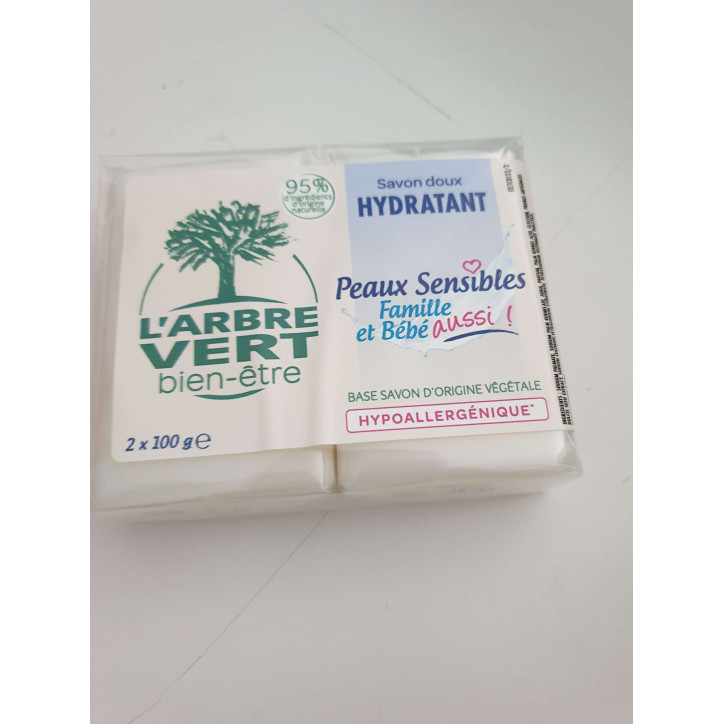 95%
d'ingrédients
d'origine
naturelle
L'ARBRE
VERT
bien-être
2 x 100 g e
Savon doux
HYDRATANT
Peaux Sensibles
Famille
et Bébé aussi !
BASE SAVON D'ORIGINE VÉGÉTALE
HYPOALLERGÉNIQUE*